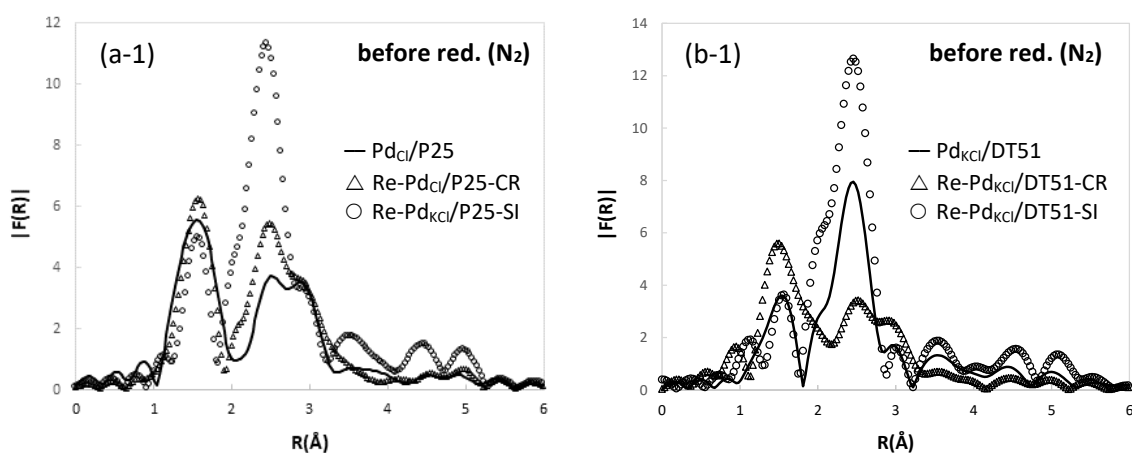 (a-1)
before red. (N₂)
Pd_Cl/P25
Re-Pd_Cl/P25-CR
Re-Pd_KCl/P25-SI
|F(R)|
12
10
8
6
4
2
0
0 1 2 3 4 5 6
R(Å)
(b-1)
before red. (N₂)
Pd_KCl/DT51
Re-Pd_KCl/DT51-CR
Re-Pd_KCl/DT51-SI
|F(R)|
14
12
10
8
6
4
2
0
0 1 2 3 4 5 6
R(Å)